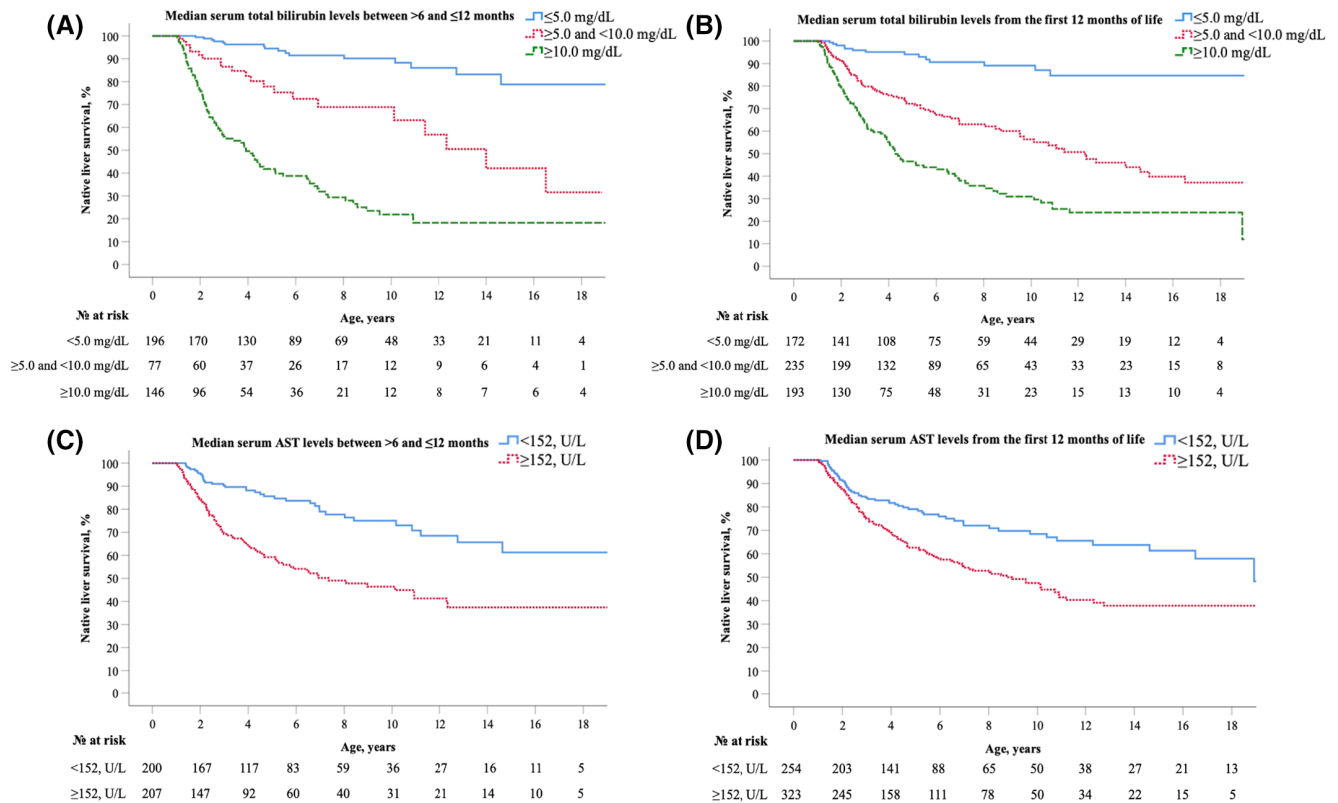 (A)
Median serum total bilirubin levels between >6 and ≤12 months
≤5.0 mg/dL
≥5.0 and <10.0 mg/dL
≥10.0 mg/dL
Native liver survival, %
100
90
80
70
60
50
40
30
20
10
0
0 2 4 6 8 10 12 14 16 18
№ at risk
Age, years
<5.0 mg/dL 196 170 130 89 69 48 33 21 11 4
≥5.0 and <10.0 mg/dL 77 60 37 26 17 12 9 6 4 1
≥10.0 mg/dL 146 96 54 36 21 12 8 7 6 4
(B)
Median serum total bilirubin levels from the first 12 months of life
≤5.0 mg/dL
≥5.0 and <10.0 mg/dL
≥10.0 mg/dL
Native liver survival, %
100
90
80
70
60
50
40
30
20
10
0
0 2 4 6 8 10 12 14 16 18
№ at risk
Age, years
<5.0 mg/dL 172 141 108 75 59 44 29 19 12 4
≥5.0 and <10.0 mg/dL 235 199 132 89 65 43 33 23 15 8
≥10.0 mg/dL 193 130 75 48 31 23 15 13 10 4
(C)
Median serum AST levels between >6 and ≤12 months
<152, U/L
≥152, U/L
Native liver survival, %
100
90
80
70
60
50
40
30
20
10
0
0 2 4 6 8 10 12 14 16 18
№ at risk
Age, years
<152, U/L 200 167 117 83 59 36 27 16 11 5
≥152, U/L 207 147 92 60 40 31 21 14 10 5
(D)
Median serum AST levels from the first 12 months of life
<152, U/L
≥152, U/L
Native liver survival, %
100
90
80
70
60
50
40
30
20
10
0
0 2 4 6 8 10 12 14 16 18
№ at risk
Age, years
<152, U/L 254 203 141 88 65 50 38 27 21 13
≥152, U/L 323 245 158 111 78 50 34 22 15 5